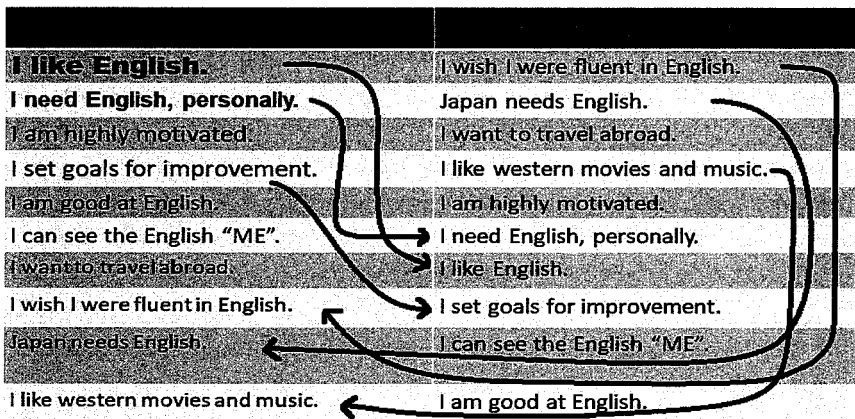 I like English.
I wish I were fluent in English.
I need English, personally.
Japan needs English.
I am highly motivated.
I want to travel abroad.
I set goals for improvement.
I like western movies and music.
I am good at English.
I am highly motivated.
I can see the English “ME”.
I need English, personally.
I want to travel abroad.
I like English.
I wish I were fluent in English.
I set goals for improvement.
Japan needs English.
I can see the English “ME”
I like western movies and music.
I am good at English.